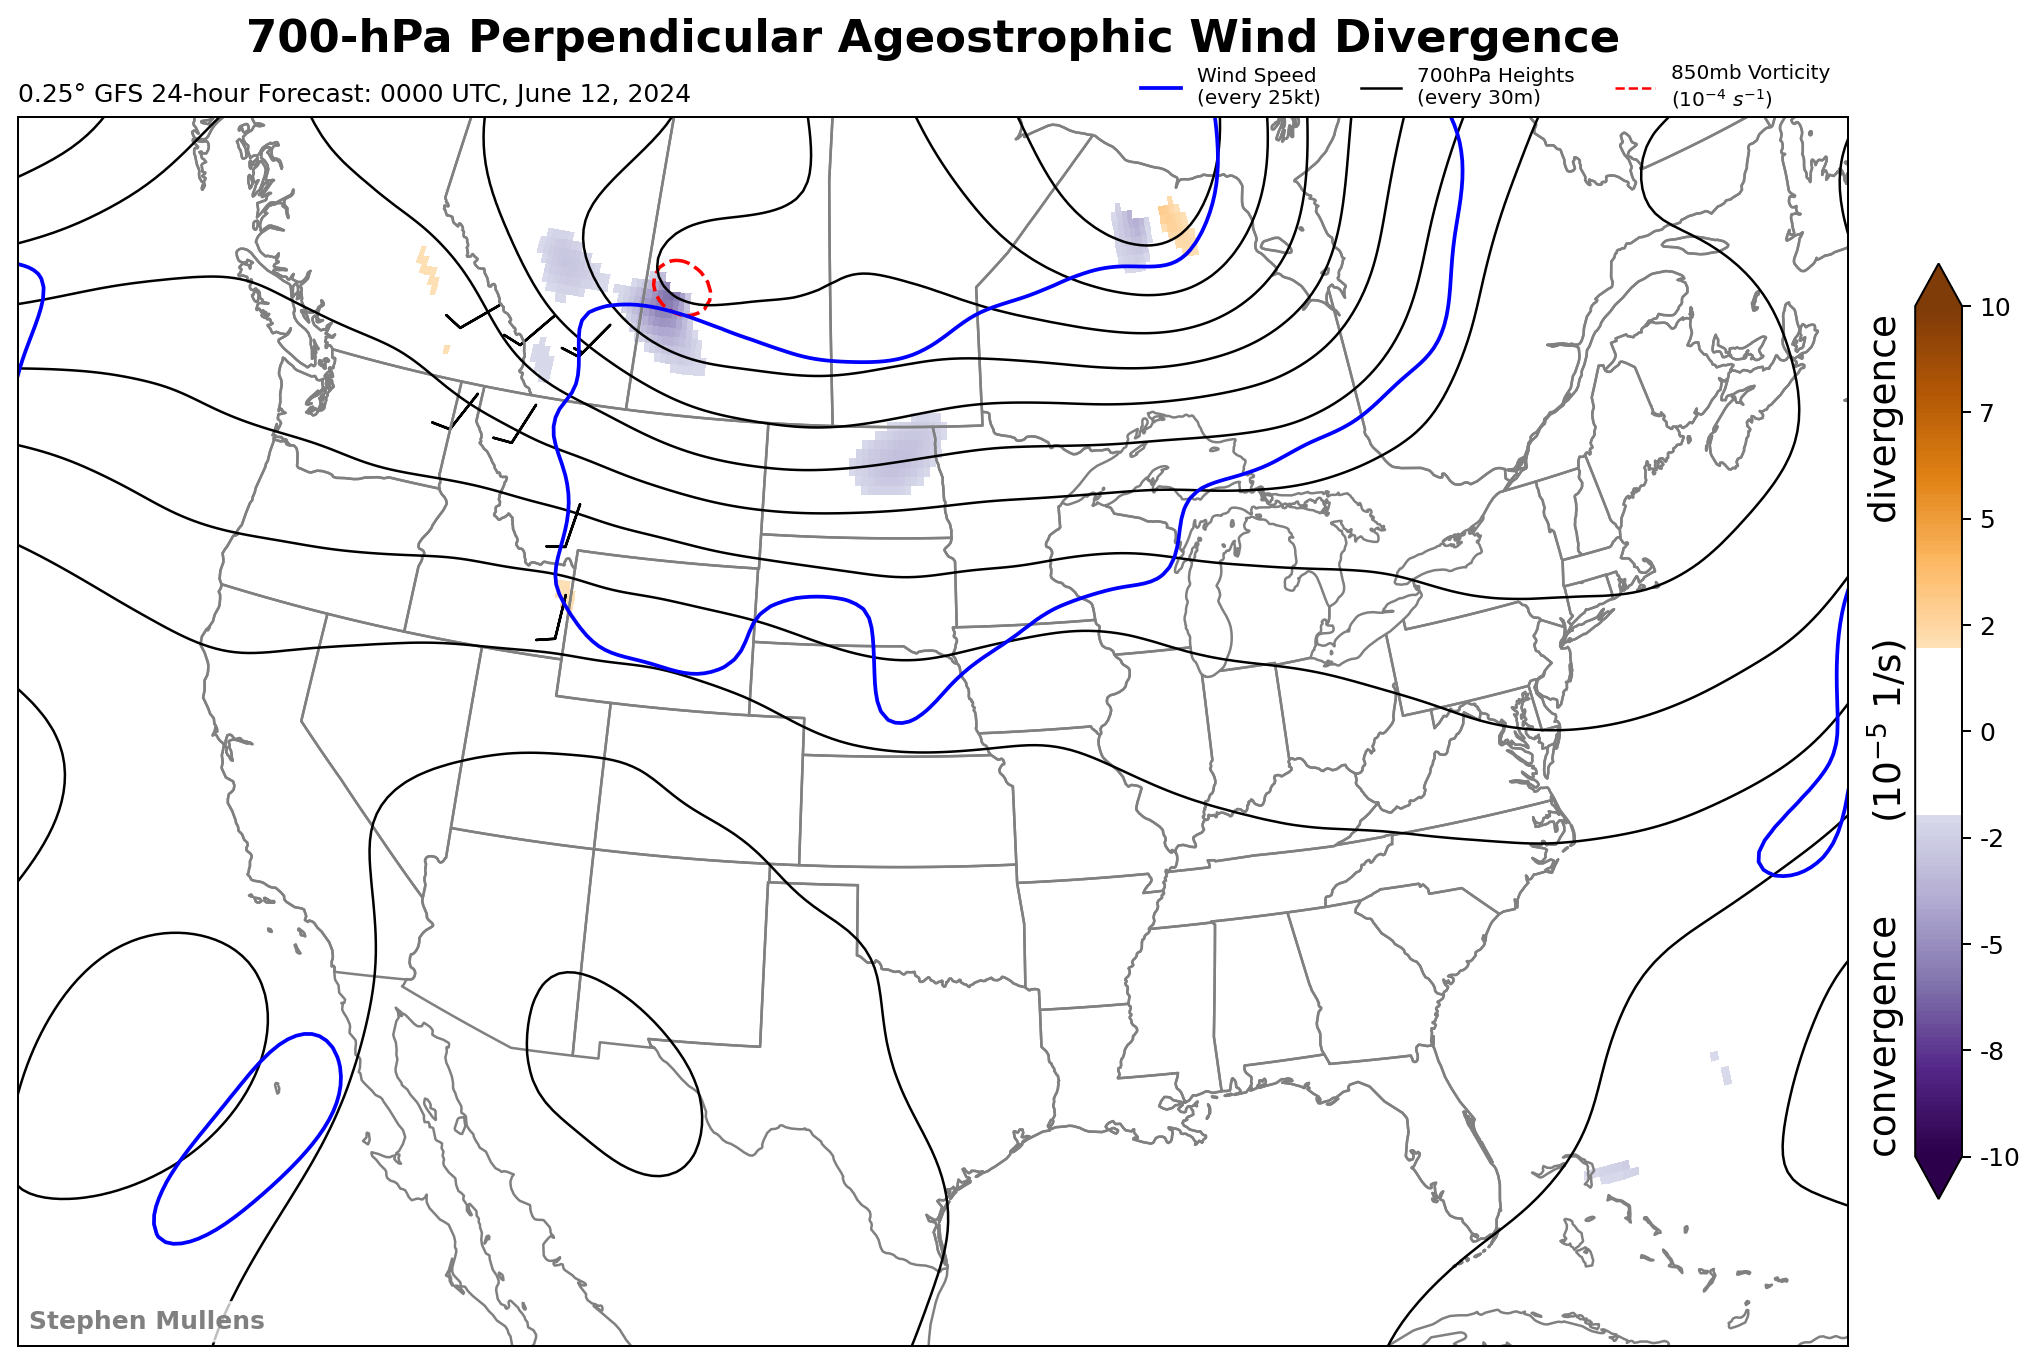 700-hPa Perpendicular Ageostrophic Wind Divergence
0.25° GFS 24-hour Forecast: 0000 UTC, June 12, 2024
Wind Speed
(every 25kt)
700hPa Heights
(every 30m)
850mb Vorticity
(10⁻⁴ s⁻¹)
10
7
5
2
0
-2
-5
-8
-10
divergence
(10⁻⁵ 1/s)
convergence
Stephen Mullens